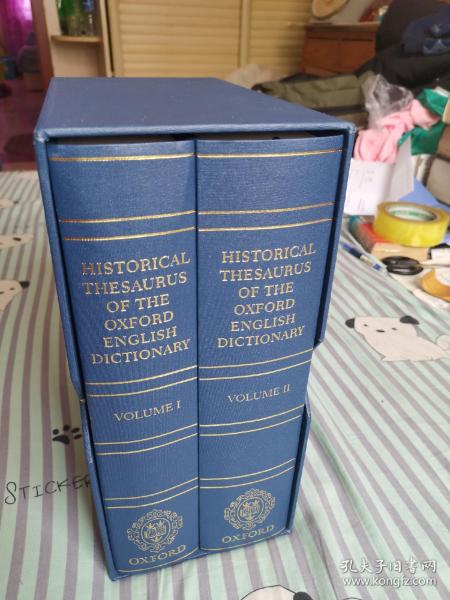 HISTORICAL
THESAURUS
OF THE
OXFORD
ENGLISH
DICTIONARY
VOLUME I
OXFORD
HISTORICAL
THESAURUS
OF THE
OXFORD
ENGLISH
DICTIONARY
VOLUME II
OXFORD
STICKER
孔夫子旧书网
www.kongfz.com